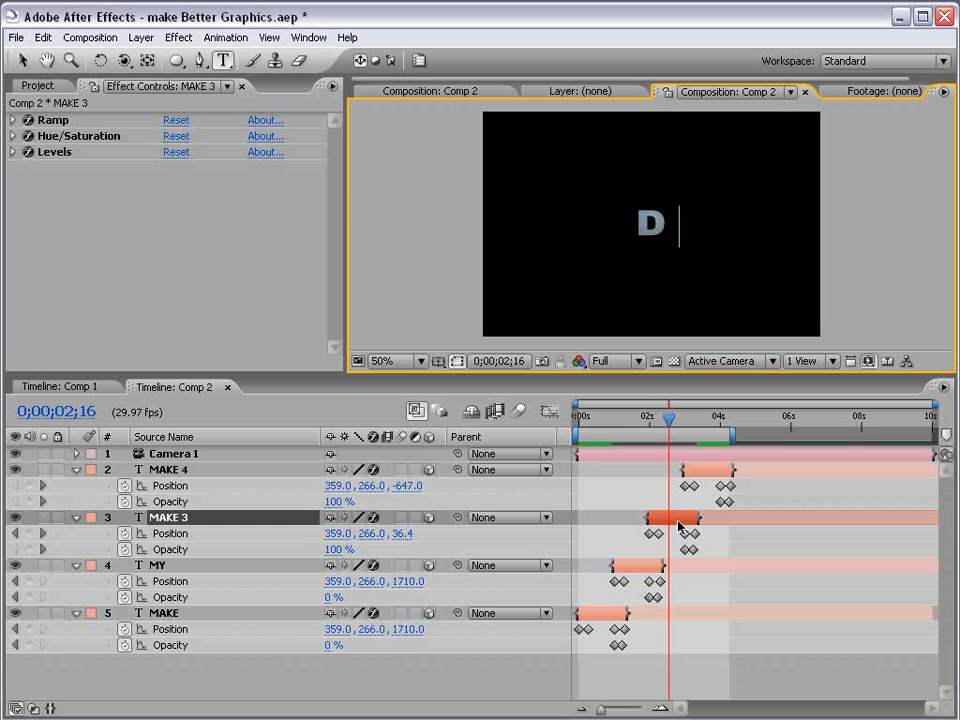 Adobe After Effects - make Better Graphics.aep *
File Edit Composition Layer Effect Animation View Window Help
T Workspace: Standard
Project Effect Controls: MAKE 3
Comp 2 * MAKE 3
Ramp Reset About...
Hue/Saturation Reset About...
Levels Reset About...
Composition: Comp 2 Layer: (none) Composition: Comp 2 Footage: (none)
D
50% 0;00;02;16 Full Active Camera 1 View
Timeline: Comp 1 Timeline: Comp 2
0;00;02;16 (29.97 fps)
:00s 02s 04s 06s 08s 10s
# Source Name Parent
1 Camera 1 None
2 T MAKE 4 None
Position 359.0, 266.0, -647.0
Opacity 100 %
3 T MAKE 3 None
Position 359.0, 266.0, 36.4
Opacity 100 %
4 T MY None
Position 359.0, 266.0, 1710.0
Opacity 0 %
5 T MAKE None
Position 359.0, 266.0, 1710.0
Opacity 0 %